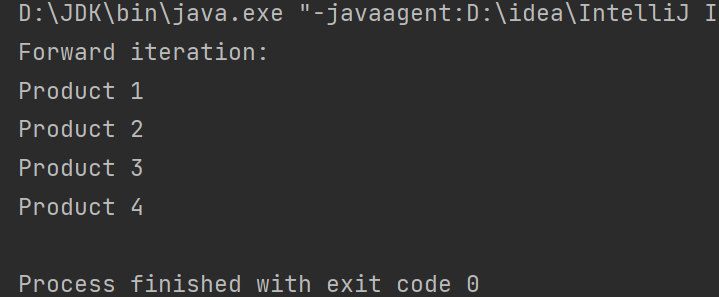 D:\JDK\bin\java.exe "-javaagent:D:\idea\IntelliJ I
Forward iteration:
Product 1
Product 2
Product 3
Product 4
Process finished with exit code 0